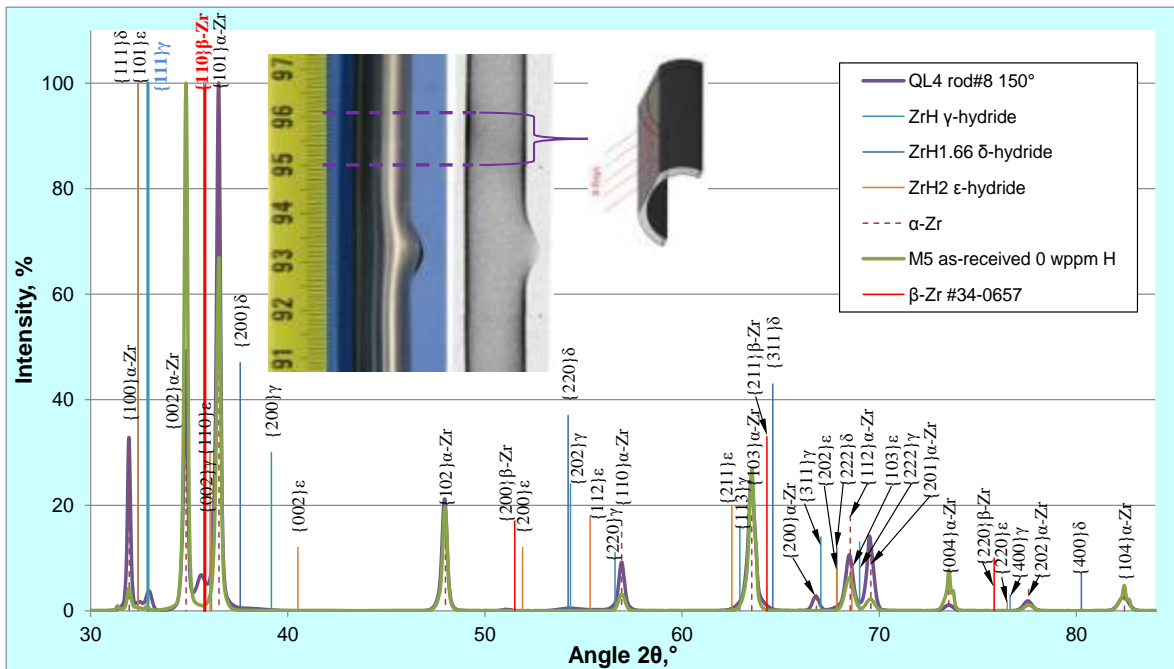 Intensity, %
100
80
60
40
20
0
30
40
50
60
70
80
Angle 2θ,°
{111}δ
{101}ε
{111}γ
{110}β-Zr
{101}α-Zr
{100}α-Zr
{002}α-Zr
{002}γ
{110}ε
{200}δ
{200}γ
{002}ε
{102}α-Zr
{200}β-Zr
{200}ε
{220}δ
{202}γ
{112}ε
{220}γ
{110}α-Zr
{211}ε
{113}γ
{103}α-Zr
{211}β-Zr
{311}δ
{200}α-Zr
{311}γ
{202}ε
{222}δ
{112}α-Zr
{103}ε
{222}γ
{201}α-Zr
{004}α-Zr
{220}β-Zr
{220}ε
{400}γ
{202}α-Zr
{400}δ
{104}α-Zr
97
96
95
94
93
92
91
X-Rays
QL4 rod#8 150°
ZrH γ-hydride
ZrH1.66 δ-hydride
ZrH2 ε-hydride
α-Zr
M5 as-received 0 wppm H
β-Zr #34-0657